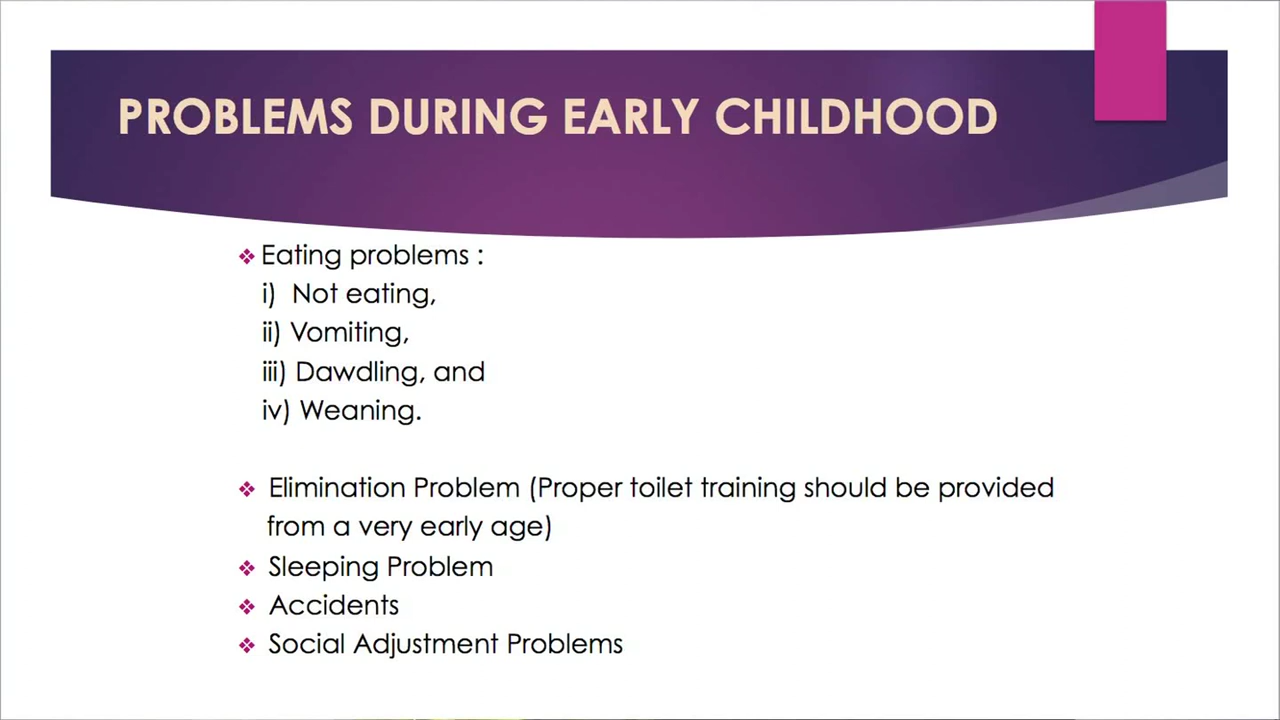 PROBLEMS DURING EARLY CHILDHOOD
❖ Eating problems :
i) Not eating,
ii) Vomiting,
iii) Dawdling, and
iv) Weaning.
❖ Elimination Problem (Proper toilet training should be provided
from a very early age)
❖ Sleeping Problem
❖ Accidents
❖ Social Adjustment Problems